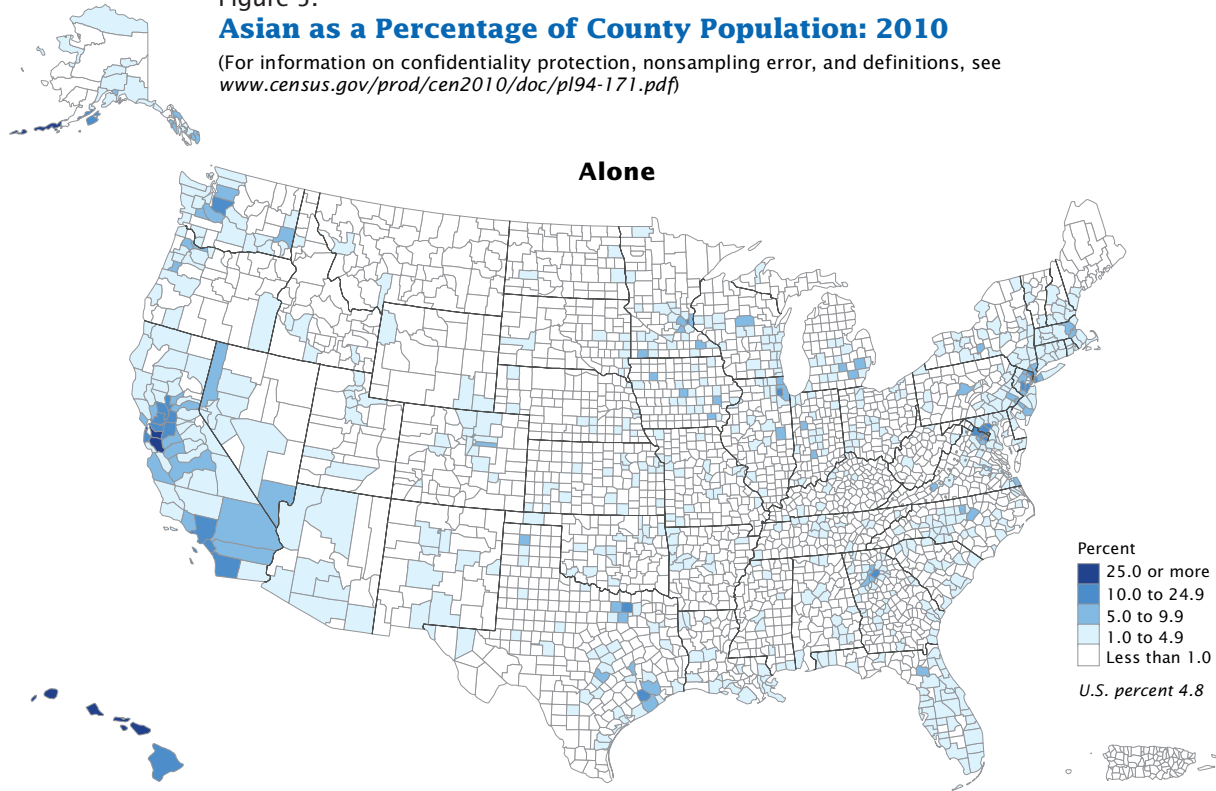 Figure 5.
Asian as a Percentage of County Population: 2010
(For information on confidentiality protection, nonsampling error, and definitions, see
www.census.gov/prod/cen2010/doc/pl94-171.pdf)
Alone
Percent
25.0 or more
10.0 to 24.9
5.0 to 9.9
1.0 to 4.9
Less than 1.0
U.S. percent 4.8